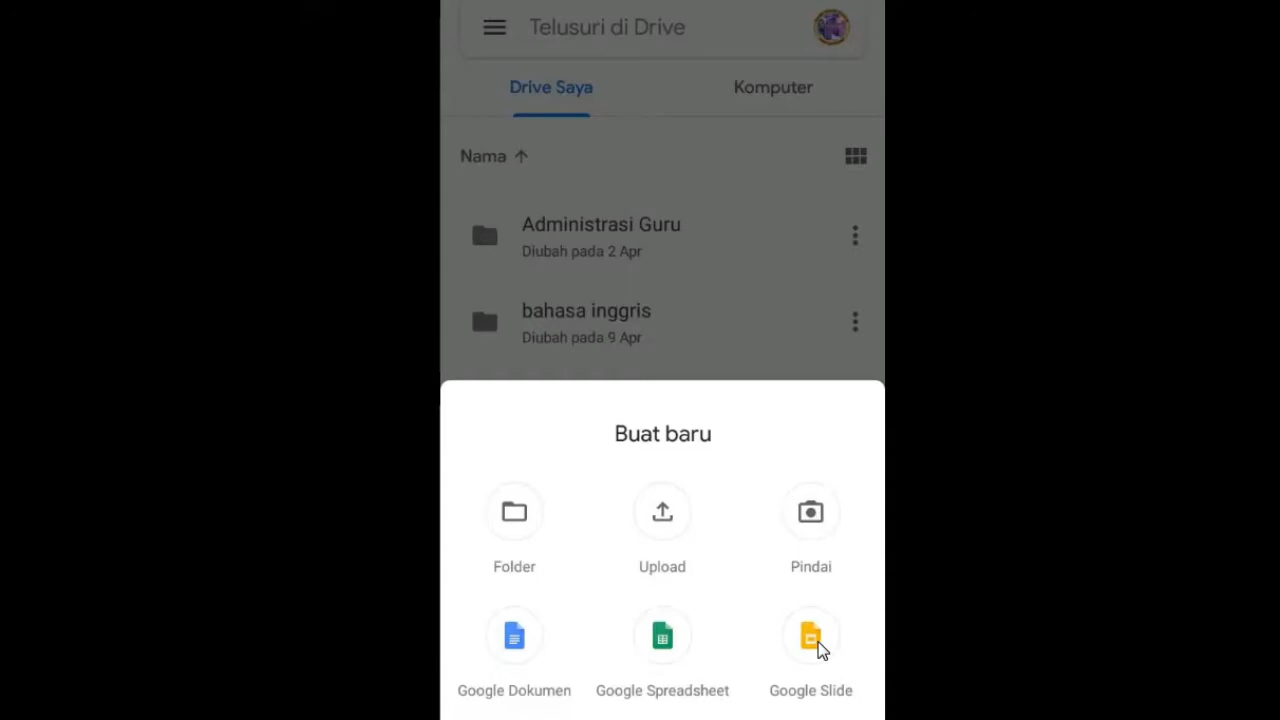 Telusuri di Drive
Drive Saya
Komputer
Nama
Administrasi Guru
Diubah pada 2 Apr
bahasa inggris
Diubah pada 9 Apr
Buat baru
Folder
Upload
Pindai
Google Dokumen
Google Spreadsheet
Google Slide